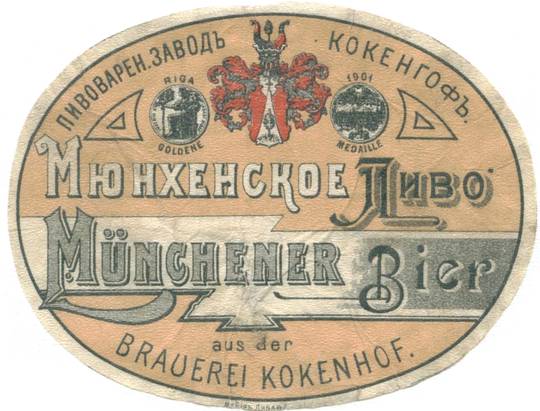 ПИВОВАРЕН. ЗАВОДЪ КОКЕНГОФЪ.
RIGA 1901
GOLDENE MEDAILLE
Мюнхенское Пиво
MÜNCHENER Bier
aus der
BRAUEREI KOKENHOF.